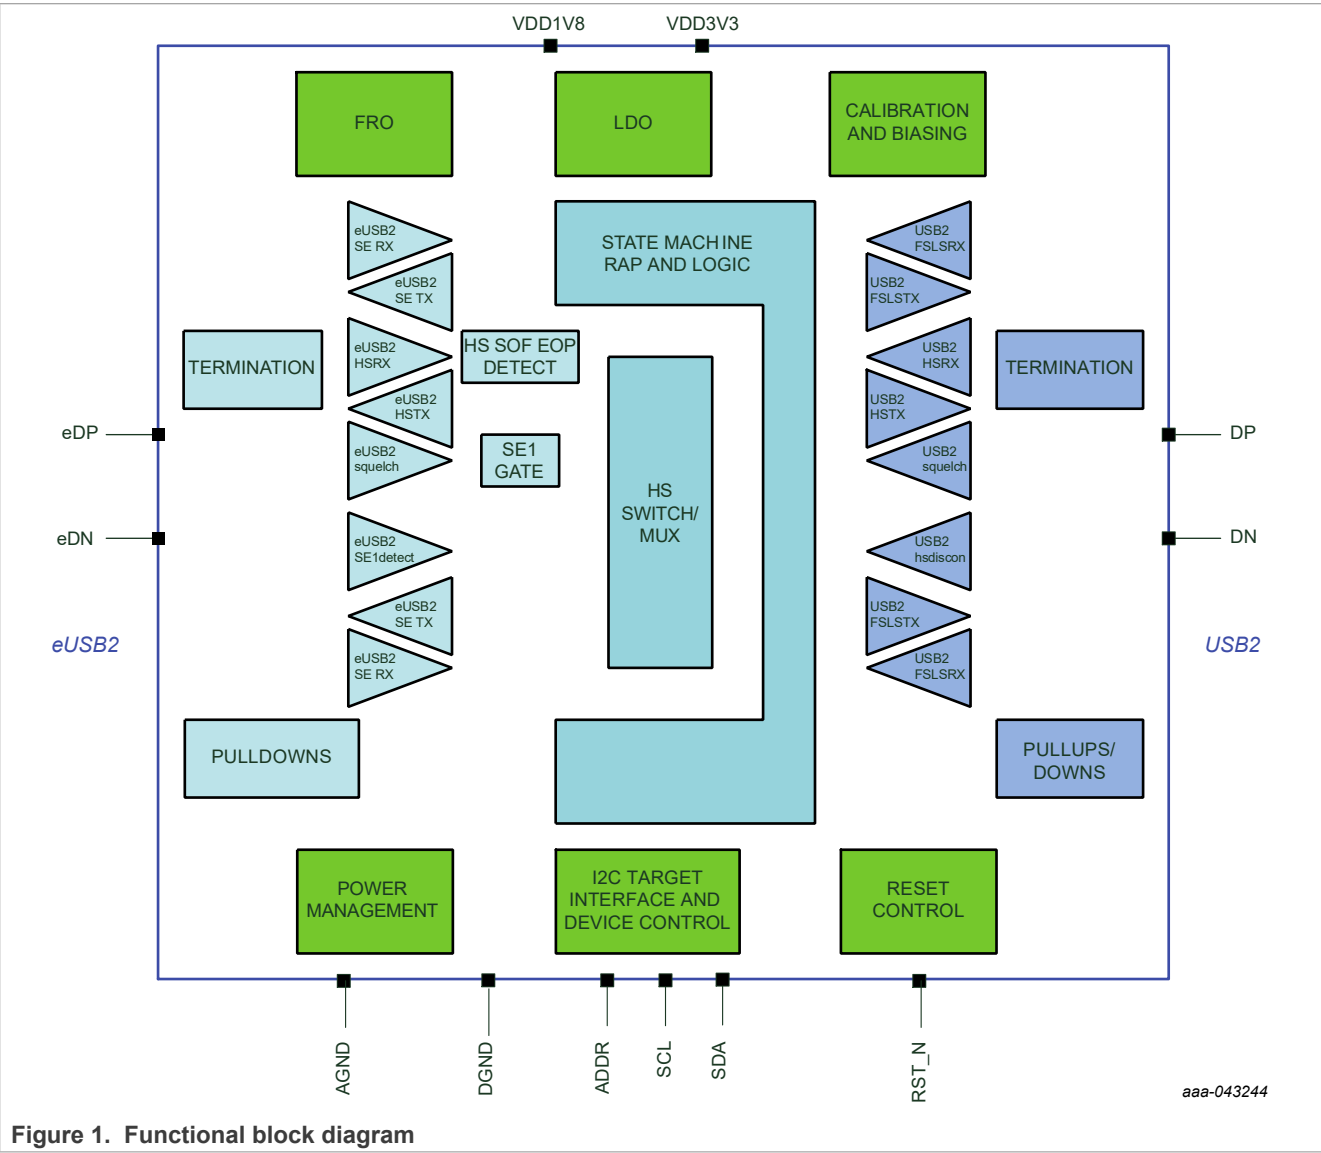 VDD1V8
VDD3V3
FRO
LDO
CALIBRATION
AND BIASING
eUSB2
SE RX
eUSB2
SE TX
eUSB2
HSRX
eUSB2
HSTX
eUSB2
squelch
eUSB2
SE1detect
eUSB2
SE TX
eUSB2
SE RX
TERMINATION
HS SOF EOP
DETECT
SE1
GATE
STATE MACHINE
RAP AND LOGIC
HS
SWITCH/
MUX
USB2
FSLSRX
USB2
FSLSTX
USB2
HSRX
USB2
HSTX
USB2
squelch
USB2
hsdiscon
USB2
FSLSTX
USB2
FSLSRX
TERMINATION
eDP
eDN
eUSB2
DP
DN
USB2
PULLDOWNS
PULLUPS/
DOWNS
POWER
MANAGEMENT
I2C TARGET
INTERFACE AND
DEVICE CONTROL
RESET
CONTROL
AGND
DGND
ADDR
SCL
SDA
RST_N
aaa-043244
Figure 1. Functional block diagram